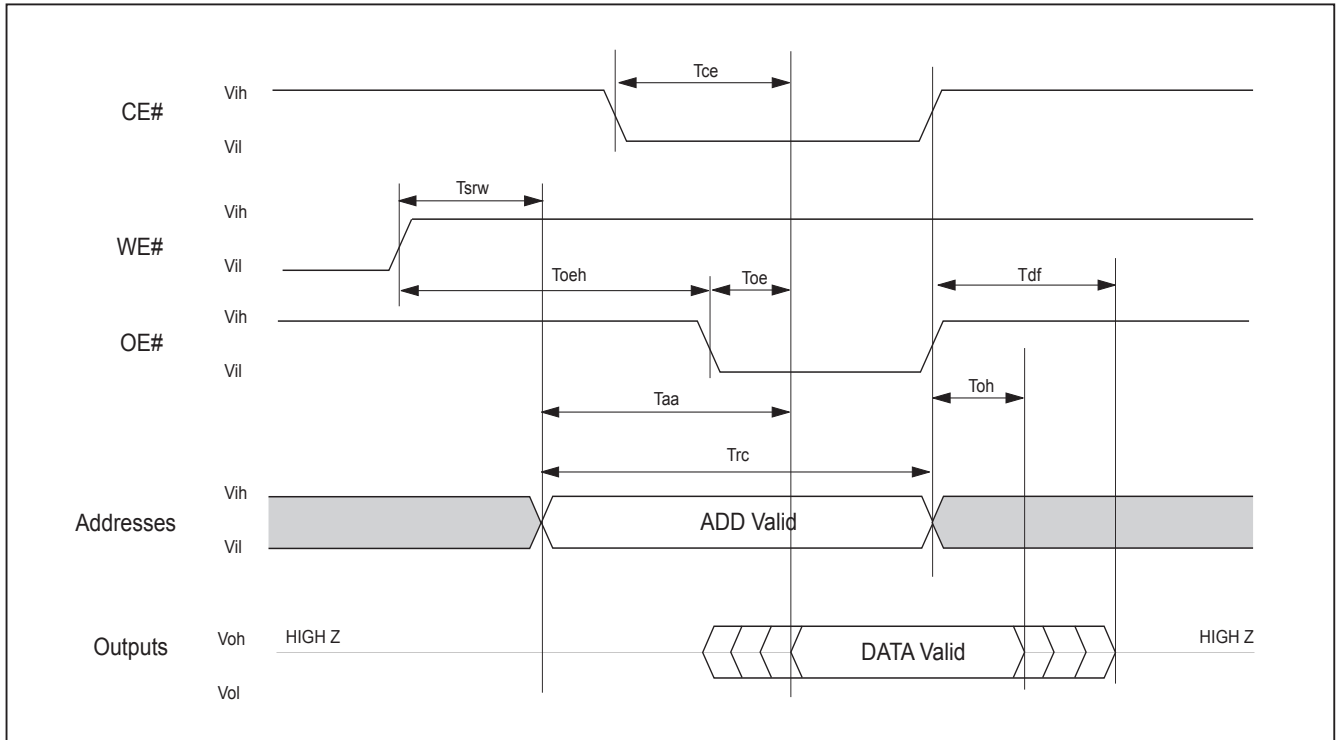 Tce
Vih
CE#
Vil
Tsrw
Vih
WE#
Vil
Toeh
Toe
Tdf
Vih
OE#
Vil
Toh
Taa
Trc
Vih
Addresses
ADD Valid
Vil
Outputs
Voh
HIGH Z
DATA Valid
HIGH Z
Vol